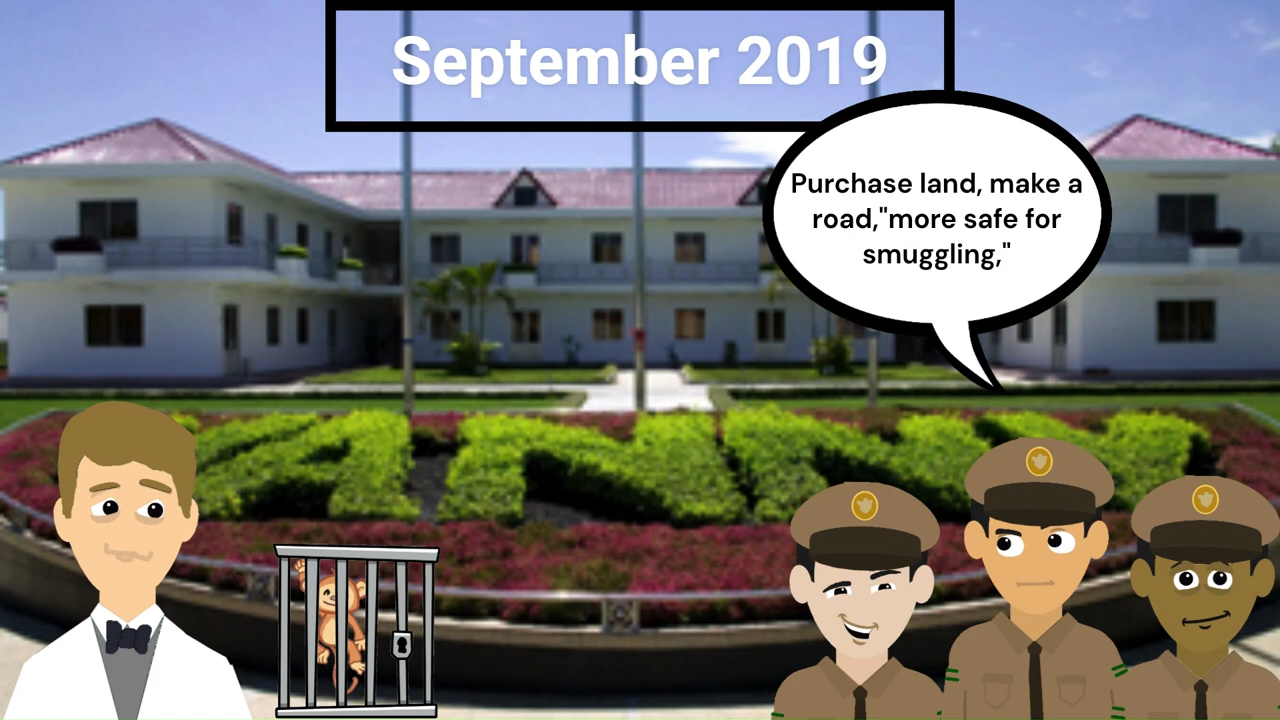 September 2019
Purchase land, make a
road,"more safe for
smuggling,"